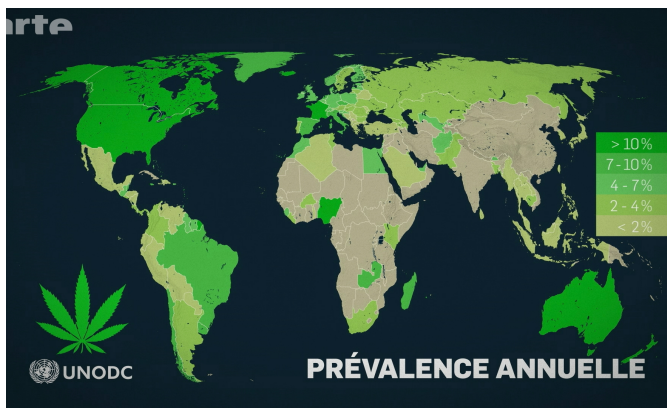 arte
> 10%
7-10%
4 - 7%
2 - 4%
< 2%
UNODC
PRÉVALENCE ANNUELLE